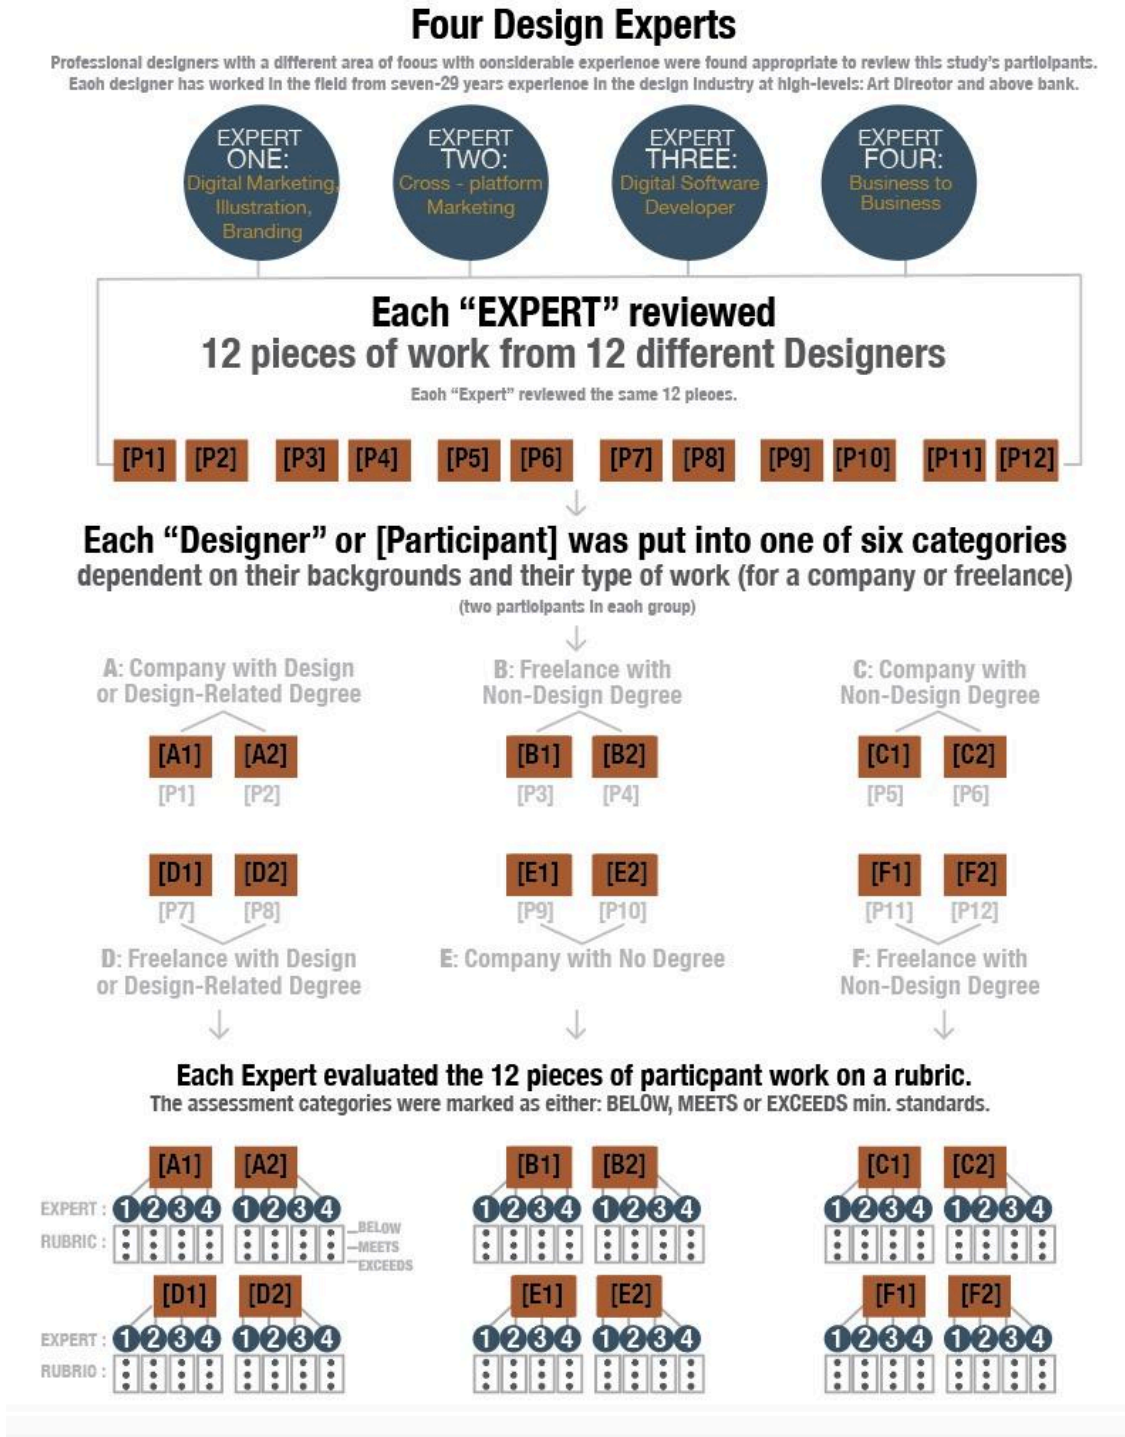 Four Design Experts
Professional designers with a different area of foous with oonsiderable experience were found appropriate to review this study's partiolpants.
Eaoh designer has worked in the field from seven-29 years experience in the design industry at high-levels: Art Direotor and above bank.
EXPERT ONE: Digital Marketing, Illustration, Branding
EXPERT TWO: Cross - platform Marketing
EXPERT THREE: Digital Software Developer
EXPERT FOUR: Business to Business
Each “EXPERT” reviewed
12 pieces of work from 12 different Designers
Eaoh “Expert” reviewed the same 12 pleoes.
[P1] [P2] [P3] [P4] [P5] [P6] [P7] [P8] [P9] [P10] [P11] [P12]
Each “Designer” or [Participant] was put into one of six categories
dependent on their backgrounds and their type of work (for a company or freelance)
(two partiolpants in each group)
A: Company with Design
or Design-Related Degree
B: Freelance with
Non-Design Degree
C: Company with
Non-Design Degree
[A1] [A2] [B1] [B2] [C1] [C2]
[P1] [P2] [P3] [P4] [P5] [P6]
[D1] [D2] [E1] [E2] [F1] [F2]
[P7] [P8] [P9] [P10] [P11] [P12]
D: Freelance with Design
or Design-Related Degree
E: Company with No Degree
F: Freelance with
Non-Design Degree
Each Expert evaluated the 12 pieces of particpant work on a rubric.
The assessment categories were marked as either: BELOW, MEETS or EXCEEDS min. standards.
[A1] [A2] [B1] [B2] [C1] [C2]
EXPERT : 1 2 3 4 1 2 3 4 1 2 3 4 1 2 3 4 1 2 3 4 1 2 3 4
RUBRIC :
BELOW
MEETS
EXCEEDS
[D1] [D2] [E1] [E2] [F1] [F2]
EXPERT : 1 2 3 4 1 2 3 4 1 2 3 4 1 2 3 4 1 2 3 4 1 2 3 4
RUBRIO :